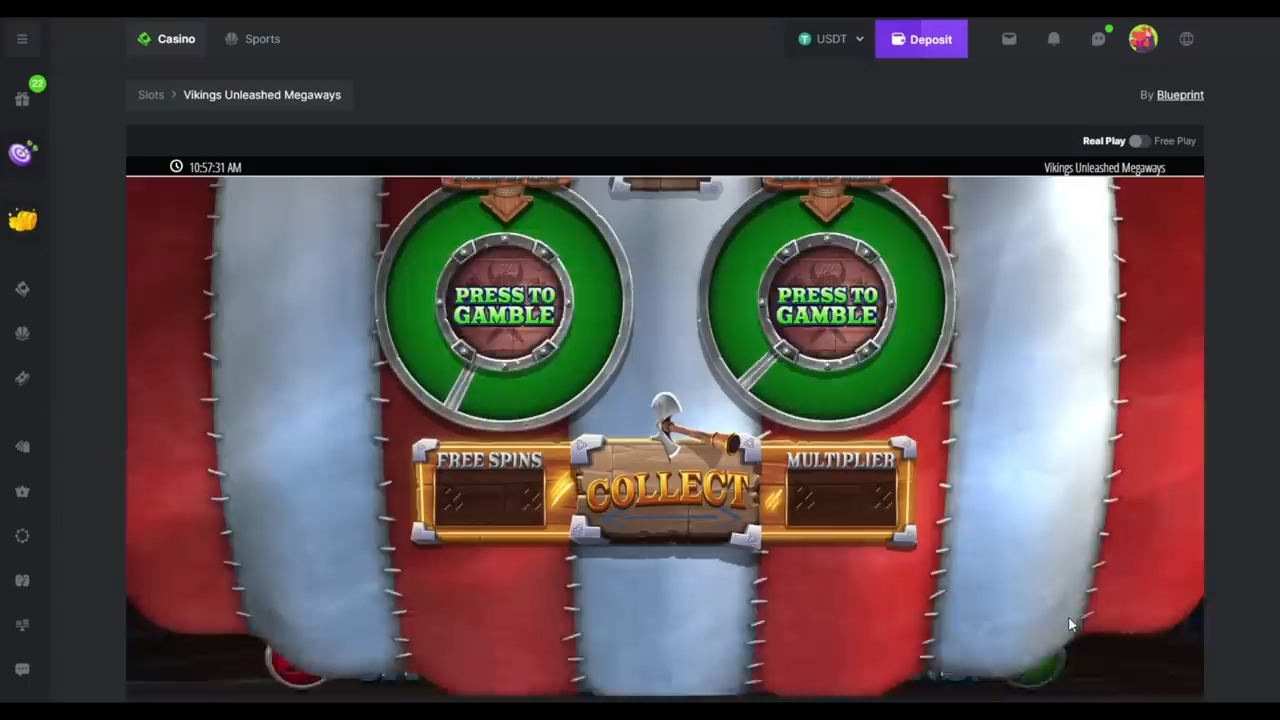 Casino
Sports
USDT
Deposit
22
Slots > Vikings Unleashed Megaways
By Blueprint
Real Play
Free Play
10:57:31 AM
Vikings Unleashed Megaways
PRESS TO
GAMBLE
PRESS TO
GAMBLE
FREE SPINS
COLLECT
MULTIPLIER